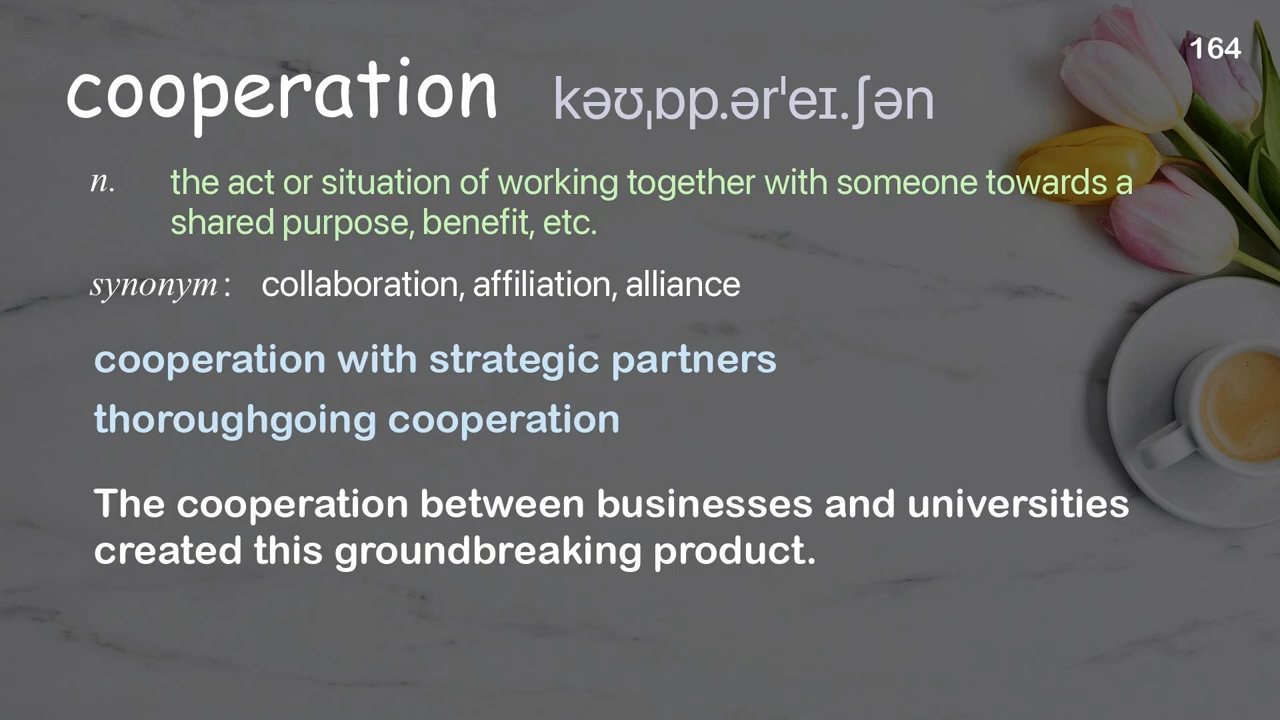 164
cooperation kəʊˌɒp.ərˈeɪ.ʃən
n. the act or situation of working together with someone towards a
shared purpose, benefit, etc.
synonym: collaboration, affiliation, alliance
cooperation with strategic partners
thoroughgoing cooperation
The cooperation between businesses and universities
created this groundbreaking product.